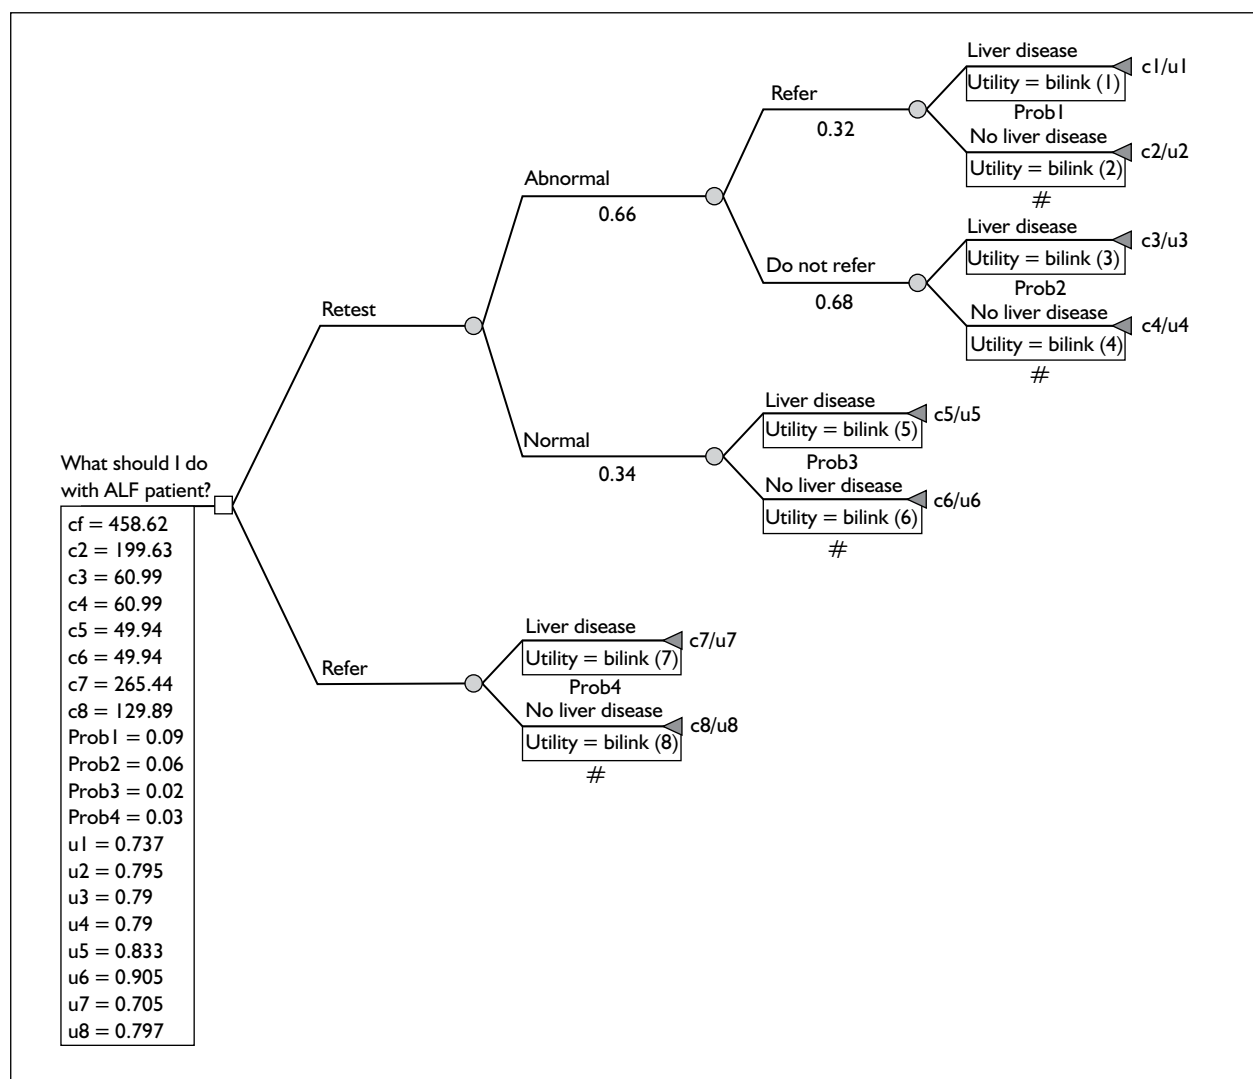 Liver disease
c1/u1
Utility = bilink (1)
Prob1
No liver disease
c2/u2
Utility = bilink (2)
#
Refer
0.32
Abnormal
0.66
Liver disease
c3/u3
Utility = bilink (3)
Prob2
No liver disease
c4/u4
Utility = bilink (4)
#
Do not refer
0.68
Retest
Liver disease
c5/u5
Utility = bilink (5)
Prob3
No liver disease
c6/u6
Utility = bilink (6)
#
Normal
0.34
What should I do
with ALF patient?
cf = 458.62
c2 = 199.63
c3 = 60.99
c4 = 60.99
c5 = 49.94
c6 = 49.94
c7 = 265.44
c8 = 129.89
Prob1 = 0.09
Prob2 = 0.06
Prob3 = 0.02
Prob4 = 0.03
u1 = 0.737
u2 = 0.795
u3 = 0.79
u4 = 0.79
u5 = 0.833
u6 = 0.905
u7 = 0.705
u8 = 0.797
Refer
Liver disease
c7/u7
Utility = bilink (7)
Prob4
No liver disease
c8/u8
Utility = bilink (8)
#